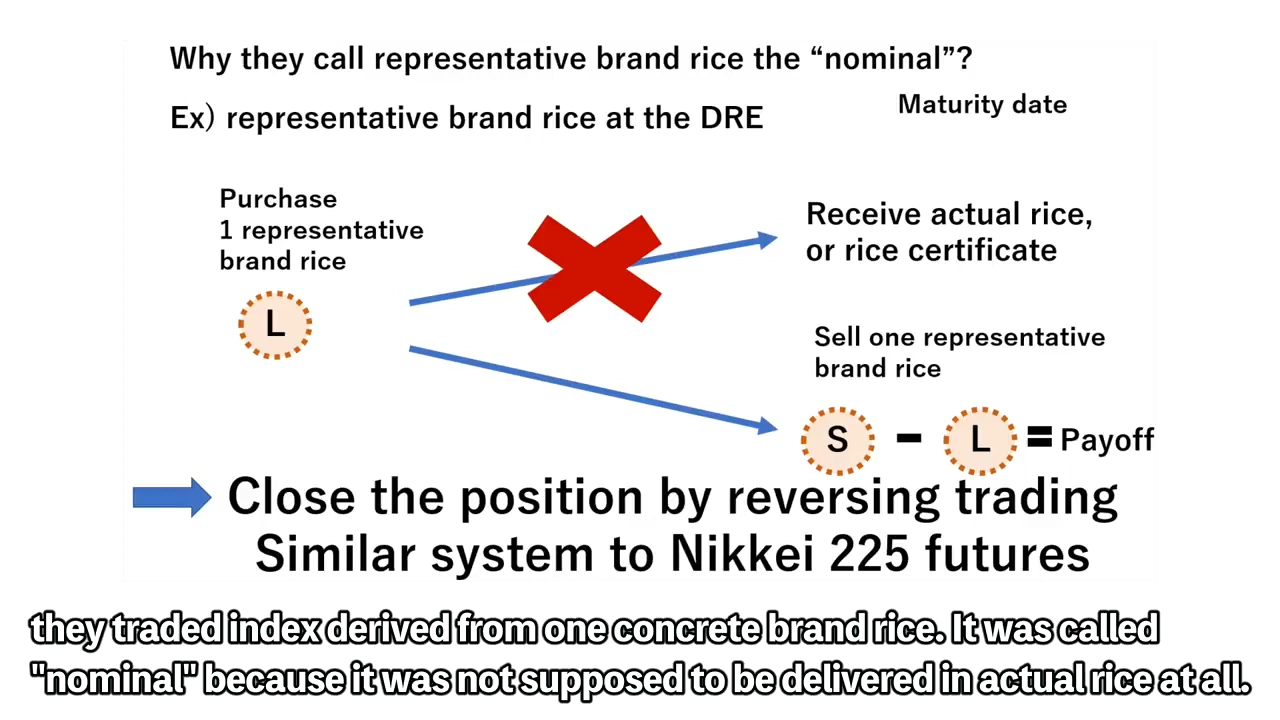 Why they call representative brand rice the “nominal”?
Ex) representative brand rice at the DRE
Maturity date
Purchase
1 representative
brand rice
L
Receive actual rice,
or rice certificate
Sell one representative
brand rice
S - L = Payoff
Close the position by reversing trading
Similar system to Nikkei 225 futures
they traded index derived from one concrete brand rice. It was called
"nominal" because it was not supposed to be delivered in actual rice at all.